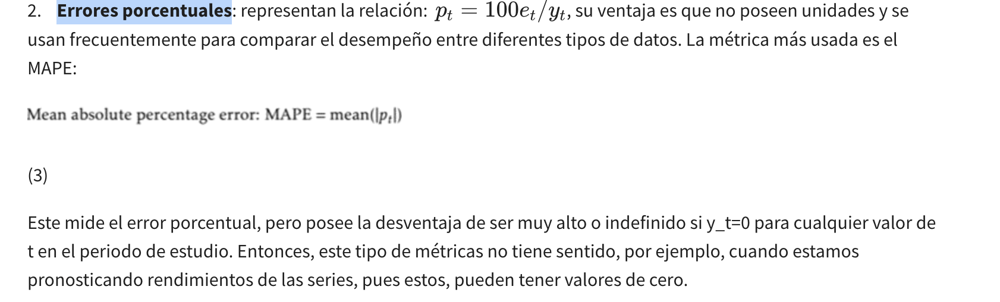 2. Errores porcentuales: representan la relación: p_t = 100e_t/y_t, su ventaja es que no poseen unidades y se
usan frecuentemente para comparar el desempeño entre diferentes tipos de datos. La métrica más usada es el
MAPE:
Mean absolute percentage error: MAPE = mean(|p_t|)
(3)
Este mide el error porcentual, pero posee la desventaja de ser muy alto o indefinido si y_t=0 para cualquier valor de
t en el periodo de estudio. Entonces, este tipo de métricas no tiene sentido, por ejemplo, cuando estamos
pronosticando rendimientos de las series, pues estos, pueden tener valores de cero.